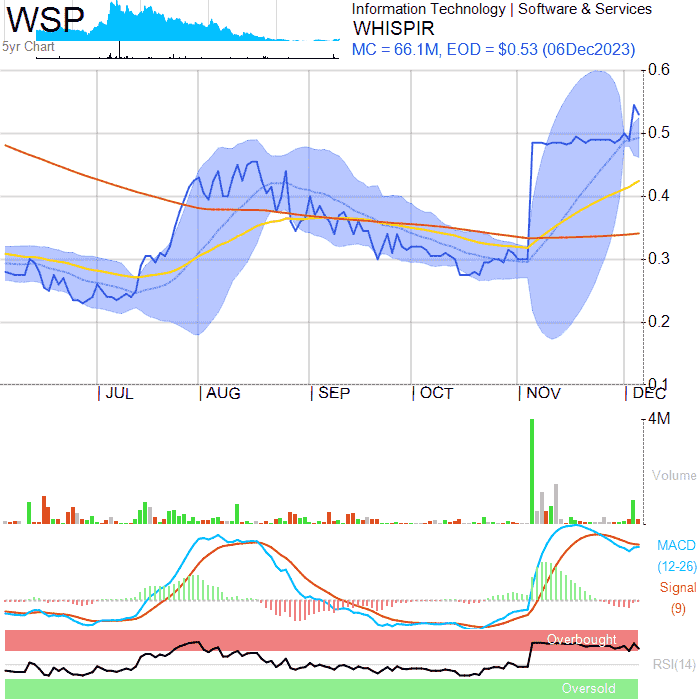 WSP
5yr Chart
Information Technology | Software & Services
WHISPIR
MC = 66.1M, EOD = $0.53 (06Dec2023)
0.6
0.5
0.4
0.3
0.2
0.1
JUL AUG SEP OCT NOV DEC
4M
Volume
MACD
(12-26)
Signal
(9)
Overbought
RSI(14)
Oversold